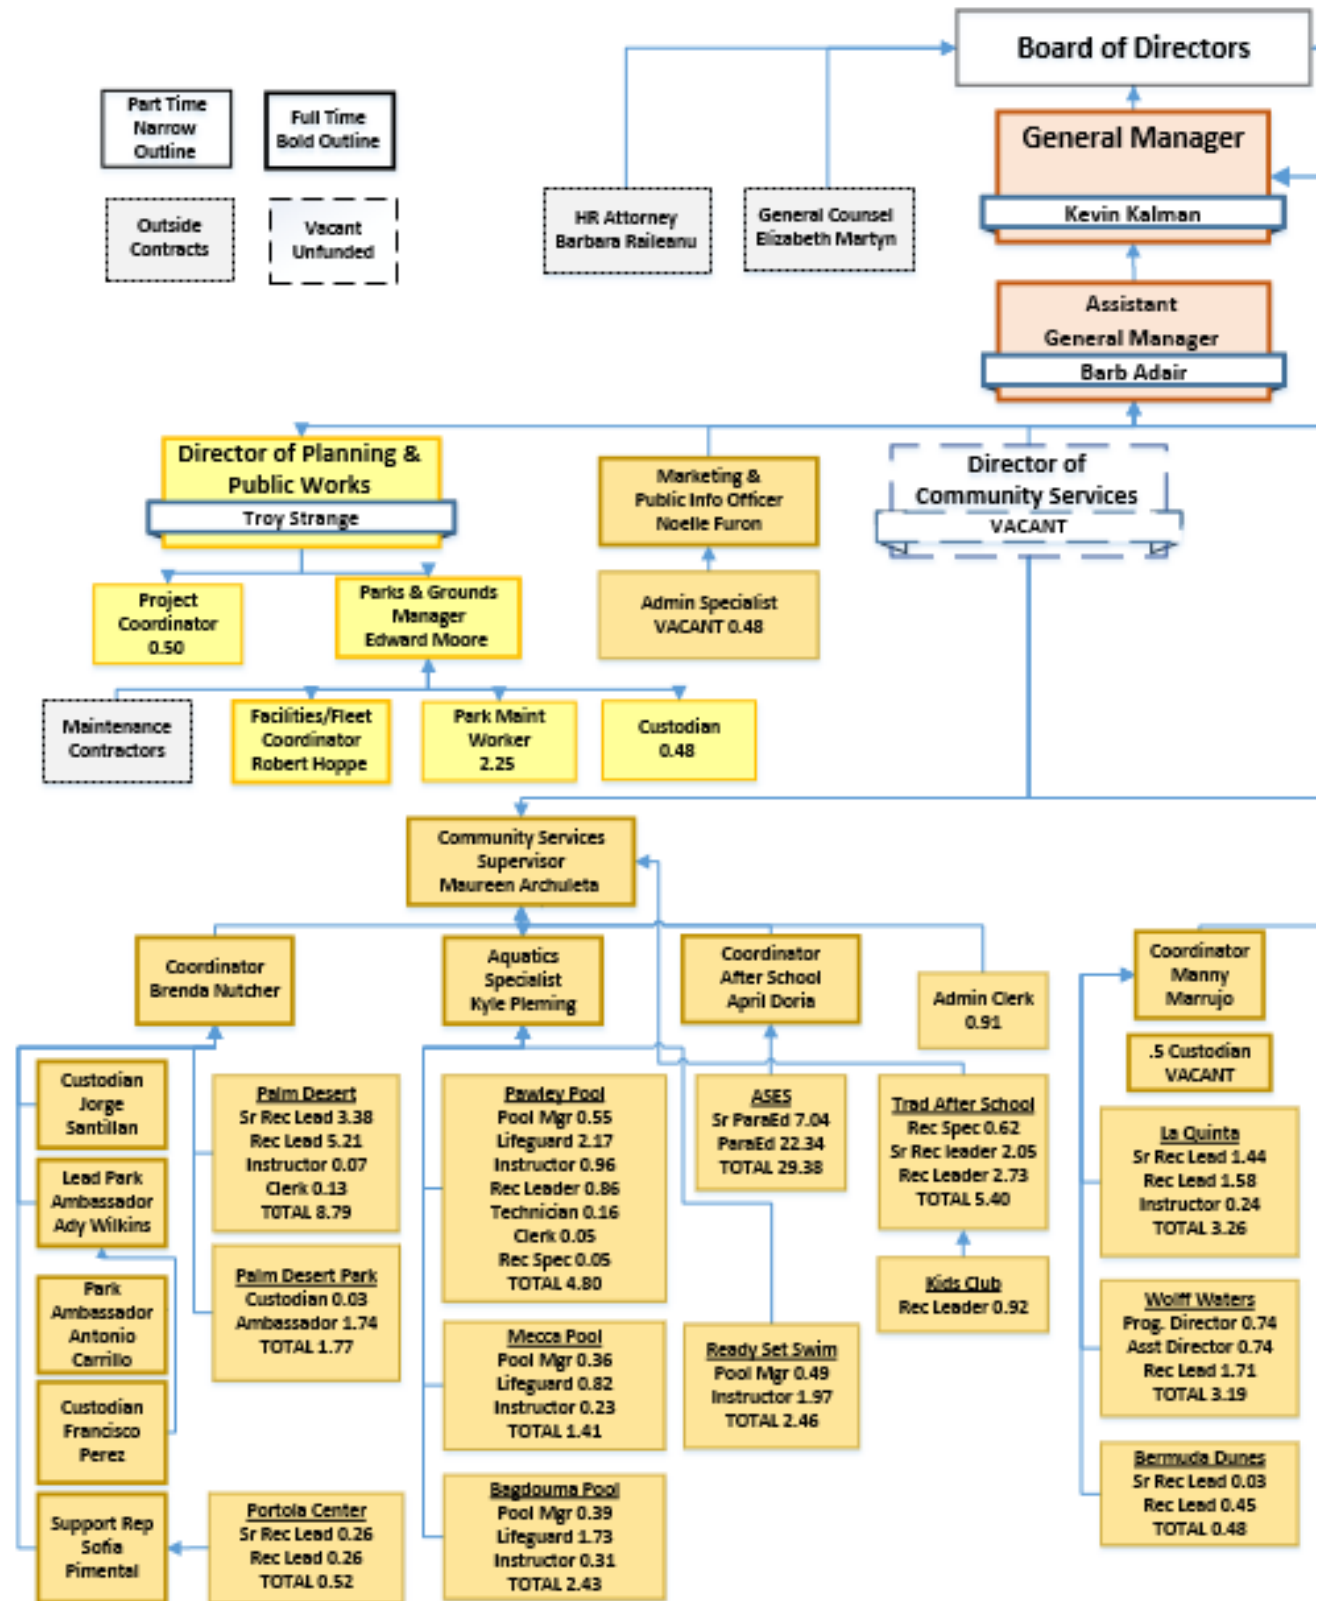 Board of Directors
Part Time
Narrow
Outline
Full Time
Bold Outline
Outside
Contracts
Vacant
Unfunded
HR Attorney
Barbara Raileanu
General Counsel
Elizabeth Martyn
General Manager
Kevin Kalman
Assistant
General Manager
Barb Adair
Director of Planning &
Public Works
Troy Strange
Marketing &
Public Info Officer
Noelle Furon
Director of
Community Services
VACANT
Project
Coordinator
0.50
Parks & Grounds
Manager
Edward Moore
Admin Specialist
VACANT 0.48
Maintenance
Contractors
Facilities/Fleet
Coordinator
Robert Hoppe
Park Maint
Worker
2.25
Custodian
0.48
Community Services
Supervisor
Maureen Archuleta
Coordinator
Brenda Nutcher
Aquatics
Specialist
Kyle Pleming
Coordinator
After School
April Doria
Admin Clerk
0.91
Coordinator
Manny
Marrujo
.5 Custodian
VACANT
Custodian
Jorge
Santillan
Lead Park
Ambassador
Ady Wilkins
Park
Ambassador
Antonio
Carrillo
Custodian
Francisco
Perez
Support Rep
Sofia
Pimental
Palm Desert
Sr Rec Lead 3.38
Rec Lead 5.21
Instructor 0.07
Clerk 0.13
T0TAL 8.79
Palm Desert Park
Custodian 0.03
Ambassador 1.74
TOTAL 1.77
Portola Center
Sr Rec Lead 0.26
Rec Lead 0.26
TOTAL 0.52
Pawley Pool
Pool Mgr 0.55
Lifeguard 2.17
Instructor 0.96
Rec Leader 0.86
Technician 0.16
Clerk 0.05
Rec Spec 0.05
TOTAL 4.80
Mecca Pool
Pool Mgr 0.36
Lifeguard 0.82
Instructor 0.23
TOTAL 1.41
Bagdouma Pool
Pool Mgr 0.39
Lifeguard 1.73
Instructor 0.31
TOTAL 2.43
ASES
Sr ParaEd 7.04
ParaEd 22.34
TOTAL 29.38
Ready Set Swim
Pool Mgr 0.49
Instructor 1.97
TOTAL 2.46
Trad After School
Rec Spec 0.62
Sr Rec leader 2.05
Rec Leader 2.73
TOTAL 5.40
Kids Club
Rec Leader 0.92
La Quinta
Sr Rec Lead 1.44
Rec Lead 1.58
Instructor 0.24
TOTAL 3.26
Wolff Waters
Prog. Director 0.74
Asst Director 0.74
Rec Lead 1.71
TOTAL 3.19
Bermuda Dunes
Sr Rec Lead 0.03
Rec Lead 0.45
TOTAL 0.48